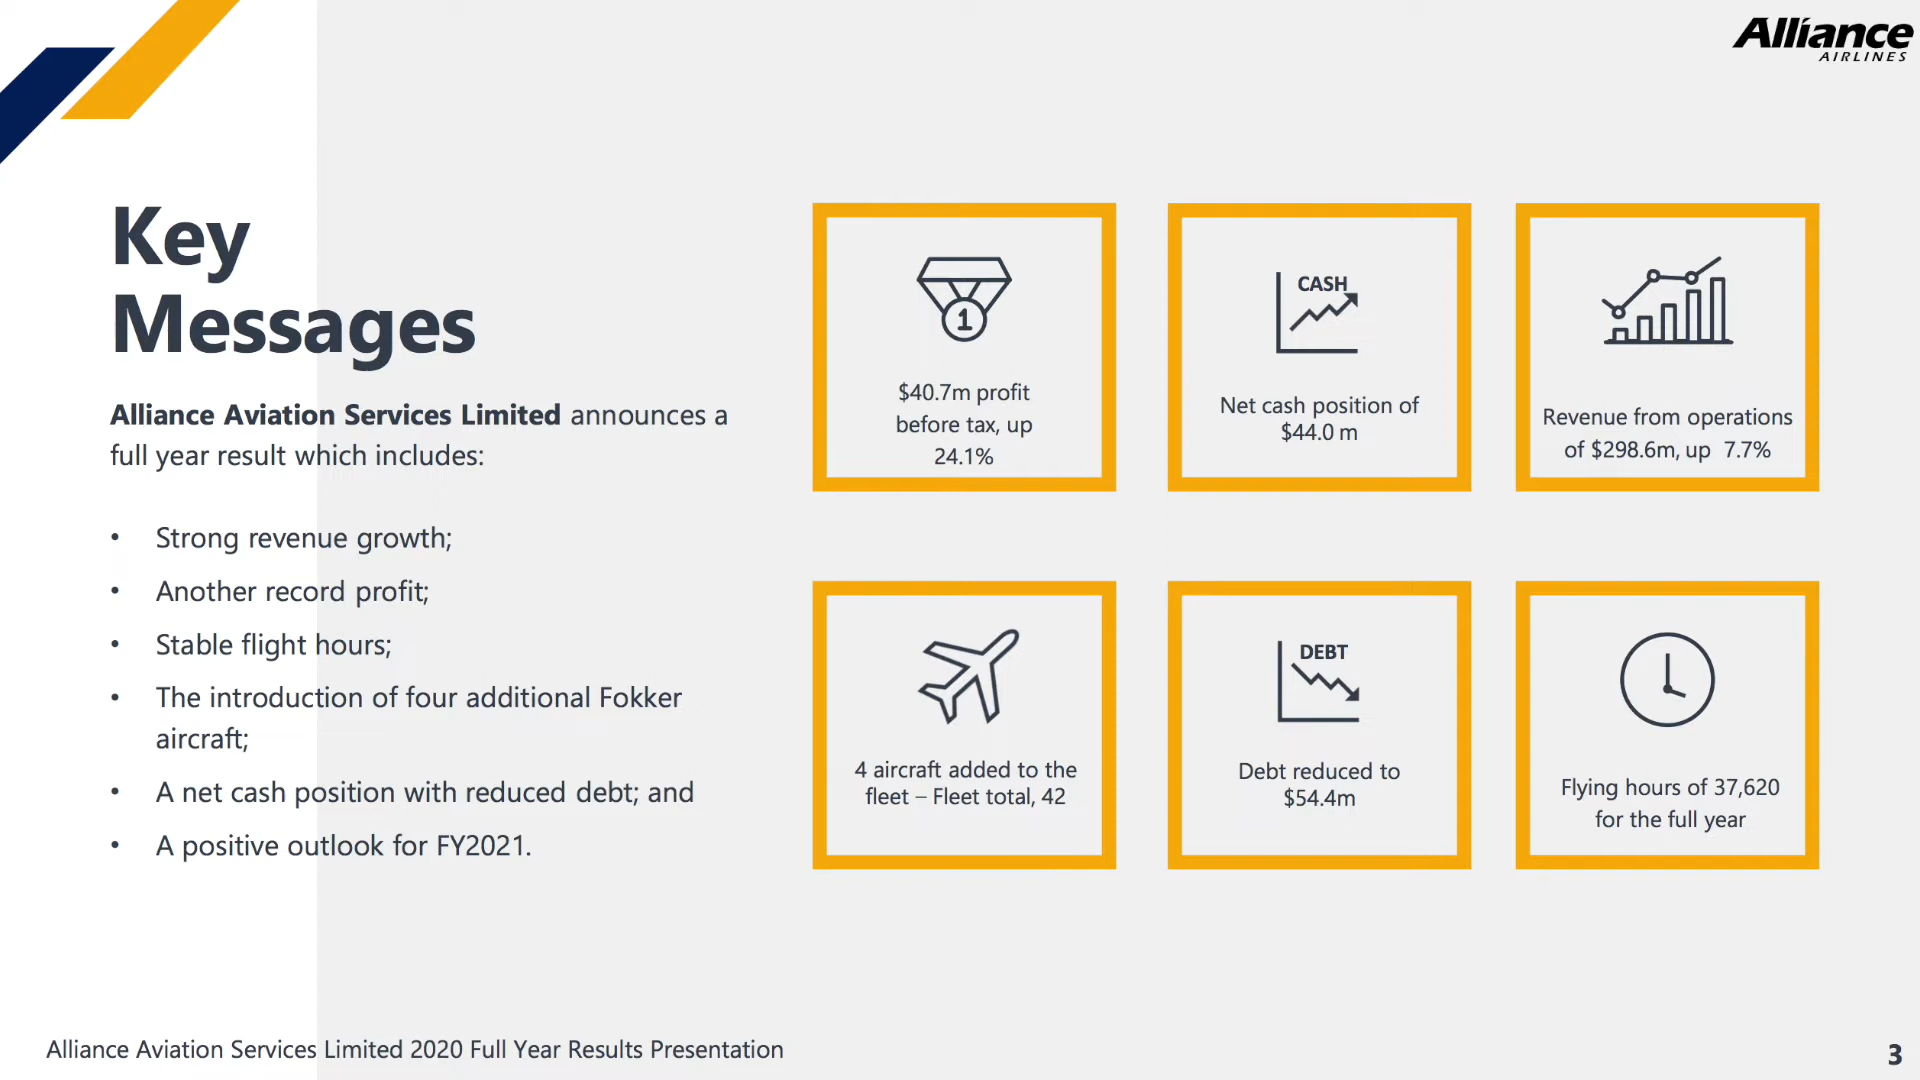 Alliance
AIRLINES
Key
Messages
Alliance Aviation Services Limited announces a
full year result which includes:
• Strong revenue growth;
• Another record profit;
• Stable flight hours;
• The introduction of four additional Fokker
aircraft;
• A net cash position with reduced debt; and
• A positive outlook for FY2021.
1
$40.7m profit
before tax, up
24.1%
CASH
Net cash position of
$44.0 m
Revenue from operations
of $298.6m, up 7.7%
4 aircraft added to the
fleet – Fleet total, 42
DEBT
Debt reduced to
$54.4m
Flying hours of 37,620
for the full year
Alliance Aviation Services Limited 2020 Full Year Results Presentation
3